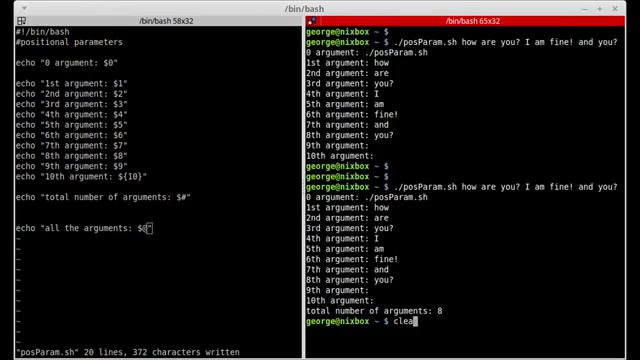 /bin/bash
/bin/bash 58x32
#!/bin/bash
#positional parameters
echo "0 argument: $0"
echo "1st argument: $1"
echo "2nd argument: $2"
echo "3rd argument: $3"
echo "4th argument: $4"
echo "5th argument: $5"
echo "6th argument: $6"
echo "7th argument: $7"
echo "8th argument: $8"
echo "9th argument: $9"
echo "10th argument: ${10}"
echo "total number of arguments: $#"
echo "all the arguments: $@"
~
~
~
~
~
~
~
~
~
~
"posParam.sh" 20 lines, 372 characters written
/bin/bash 65x32
george@nixbox ~ $
george@nixbox ~ $ ./posParam.sh how are you? I am fine! and you?
0 argument: ./posParam.sh
1st argument: how
2nd argument: are
3rd argument: you?
4th argument: I
5th argument: am
6th argument: fine!
7th argument: and
8th argument: you?
9th argument:
10th argument:
george@nixbox ~ $
george@nixbox ~ $
george@nixbox ~ $ ./posParam.sh how are you? I am fine! and you?
0 argument: ./posParam.sh
1st argument: how
2nd argument: are
3rd argument: you?
4th argument: I
5th argument: am
6th argument: fine!
7th argument: and
8th argument: you?
9th argument:
10th argument:
total number of arguments: 8
george@nixbox ~ $ clea